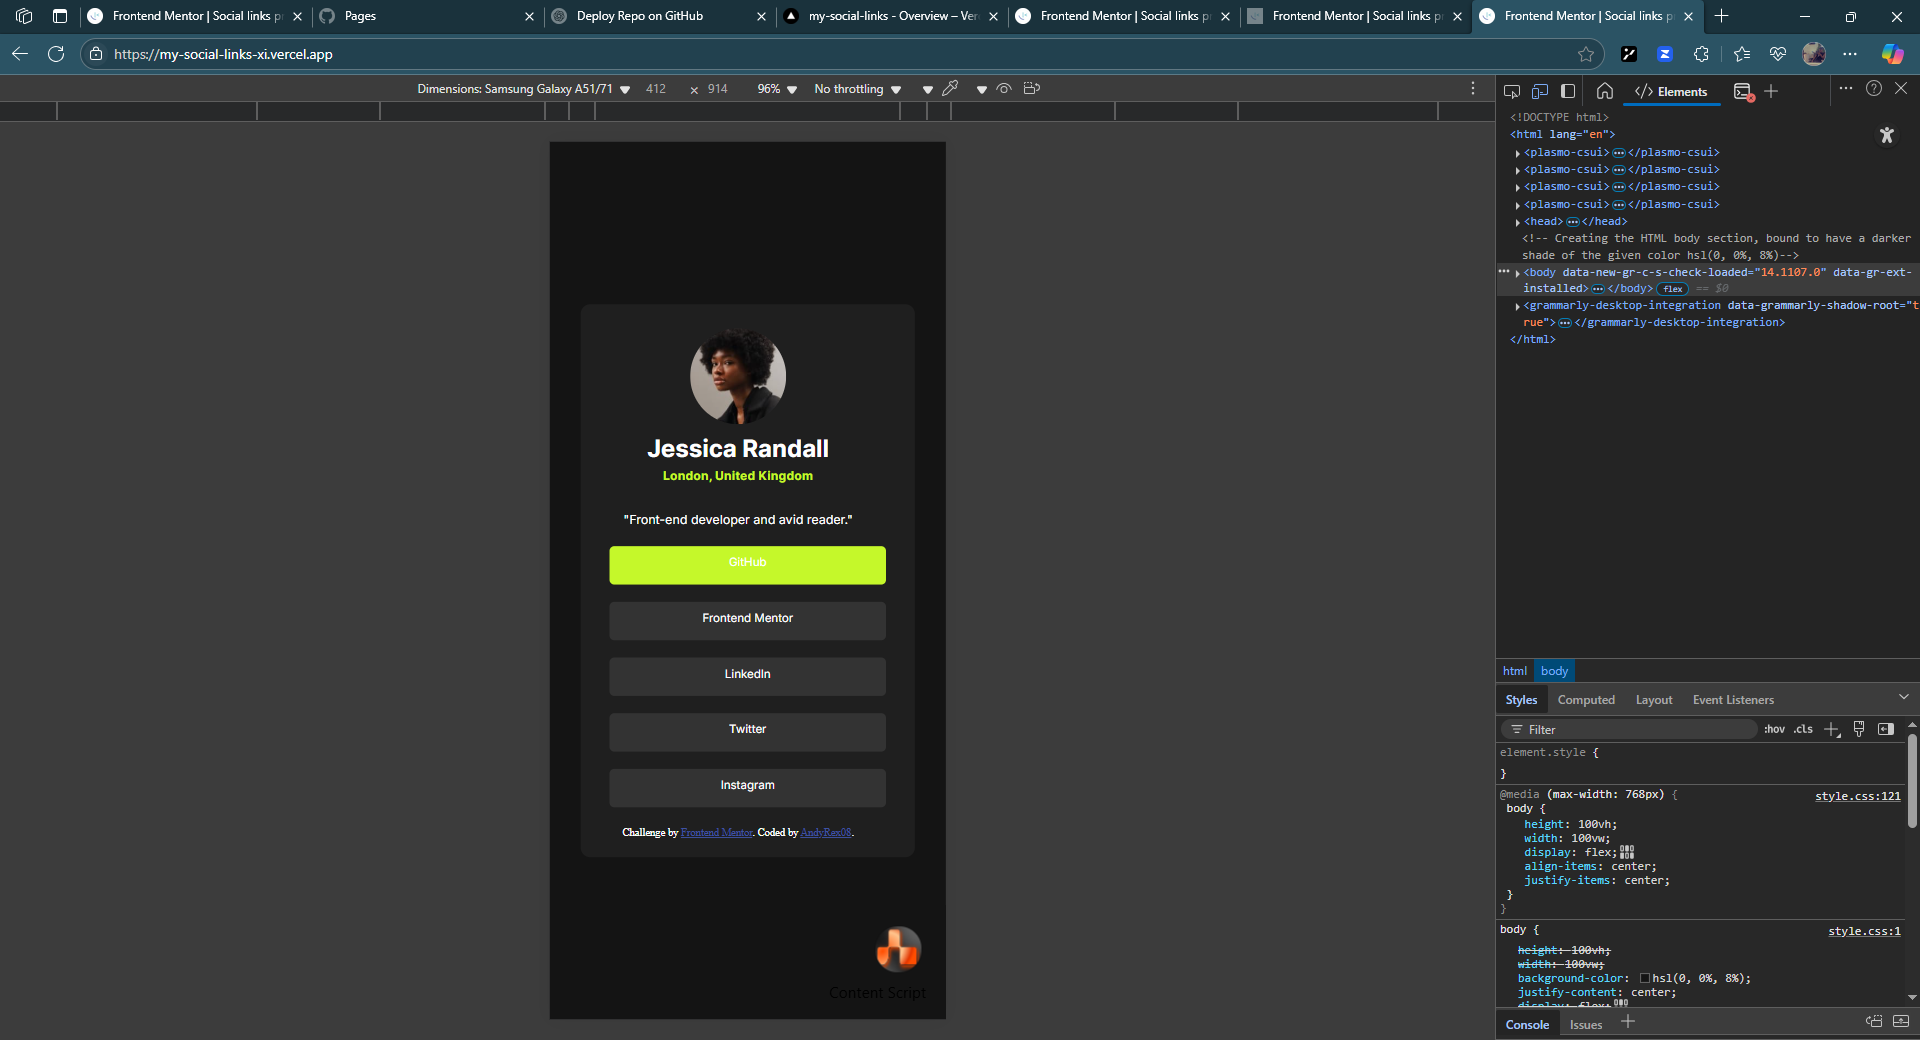 Frontend Mentor | Social links pr
Pages
Deploy Repo on GitHub
my-social-links - Overview – Ver
Frontend Mentor | Social links pr
Frontend Mentor | Social links pr
Frontend Mentor | Social links p
https://my-social-links-xi.vercel.app
Dimensions: Samsung Galaxy A51/71 412 × 914 96% No throttling
Elements
<!DOCTYPE html>
<html lang="en">
<plasmo-csui>…</plasmo-csui>
<plasmo-csui>…</plasmo-csui>
<plasmo-csui>…</plasmo-csui>
<plasmo-csui>…</plasmo-csui>
<head>…</head>
<!-- Creating the HTML body section, bound to have a darker
shade of the given color hsl(0, 0%, 8%)-->
<body data-new-gr-c-s-check-loaded="14.1107.0" data-gr-ext-
installed>…</body> flex == $0
<grammarly-desktop-integration data-grammarly-shadow-root="t
rue">…</grammarly-desktop-integration>
</html>
Jessica Randall
London, United Kingdom
"Front-end developer and avid reader."
GitHub
Frontend Mentor
LinkedIn
Twitter
Instagram
Challenge by Frontend Mentor. Coded by AndyRex08.
Content Script
html body
Styles Computed Layout Event Listeners
Filter :hov .cls
element.style {
}
@media (max-width: 768px) { style.css:121
body {
height: 100vh;
width: 100vw;
display: flex;
align-items: center;
justify-items: center;
}
}
body { style.css:1
height: 100vh;
width: 100vw;
background-color: hsl(0, 0%, 8%);
justify-content: center;
display: flex;
Console Issues